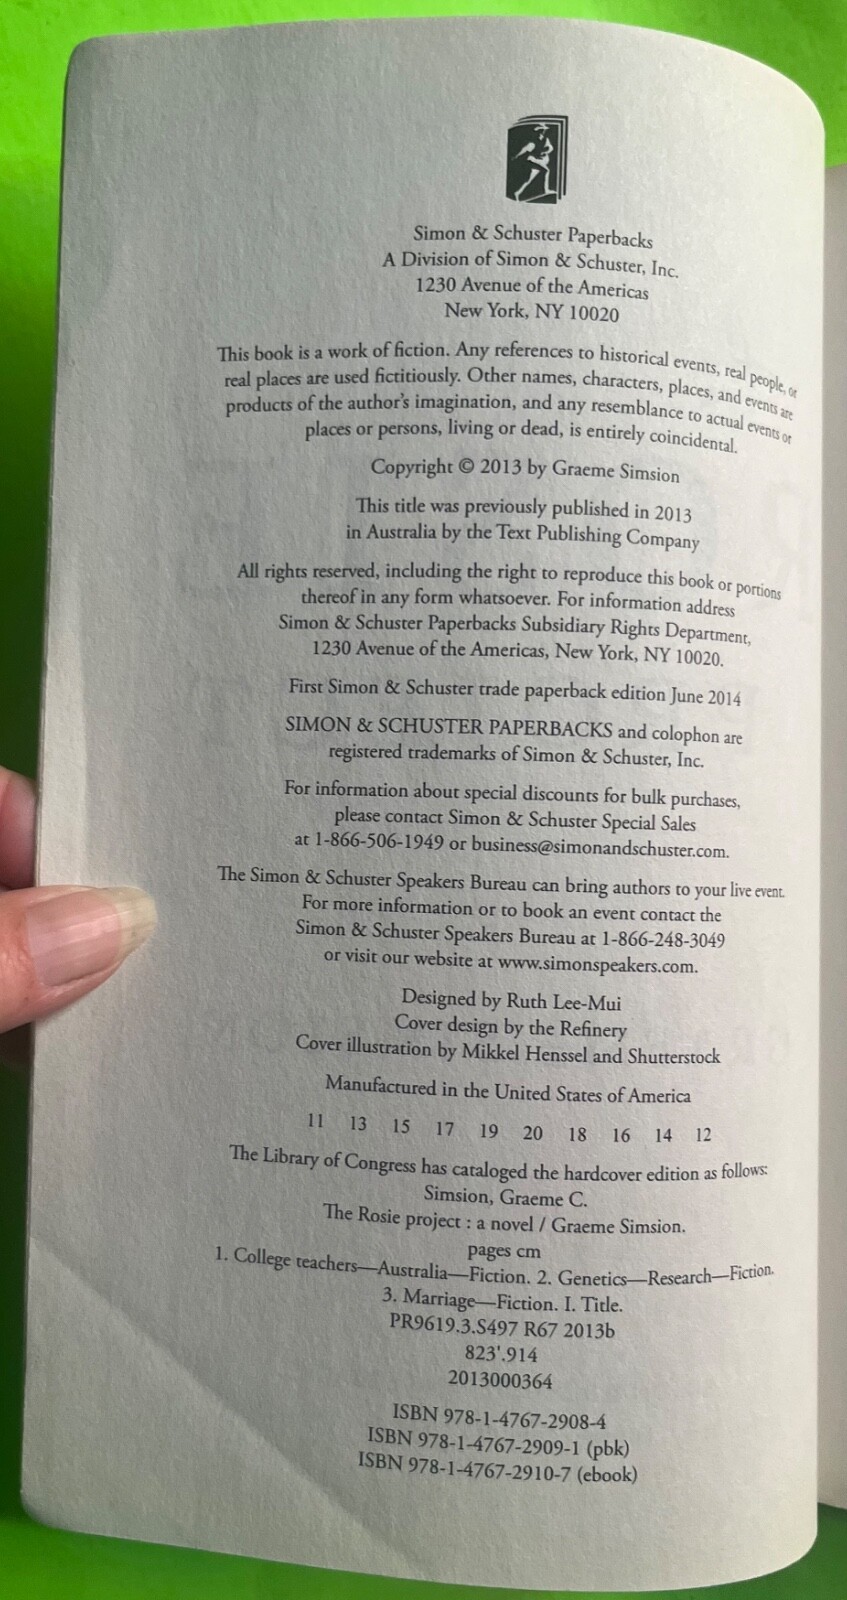 Simon & Schuster Paperbacks
A Division of Simon & Schuster, Inc.
1230 Avenue of the Americas
New York, NY 10020
This book is a work of fiction. Any references to historical events, real people, or
real places are used fictitiously. Other names, characters, places, and events are
products of the author's imagination, and any resemblance to actual events or
places or persons, living or dead, is entirely coincidental.
Copyright © 2013 by Graeme Simsion
This title was previously published in 2013
in Australia by the Text Publishing Company
All rights reserved, including the right to reproduce this book or portions
thereof in any form whatsoever. For information address
Simon & Schuster Paperbacks Subsidiary Rights Department,
1230 Avenue of the Americas, New York, NY 10020.
First Simon & Schuster trade paperback edition June 2014
SIMON & SCHUSTER PAPERBACKS and colophon are
registered trademarks of Simon & Schuster, Inc.
For information about special discounts for bulk purchases,
please contact Simon & Schuster Special Sales
at 1-866-506-1949 or business@simonandschuster.com.
The Simon & Schuster Speakers Bureau can bring authors to your live event.
For more information or to book an event contact the
Simon & Schuster Speakers Bureau at 1-866-248-3049
or visit our website at www.simonspeakers.com.
Designed by Ruth Lee-Mui
Cover design by the Refinery
Cover illustration by Mikkel Henssel and Shutterstock
Manufactured in the United States of America
11 13 15 17 19 20 18 16 14 12
The Library of Congress has cataloged the hardcover edition as follows:
Simsion, Graeme C.
The Rosie project : a novel / Graeme Simsion.
pages cm
1. College teachers—Australia—Fiction. 2. Genetics—Research—Fiction.
3. Marriage—Fiction. I. Title.
PR9619.3.S497 R67 2013b
823'.914
2013000364
ISBN 978-1-4767-2908-4
ISBN 978-1-4767-2909-1 (pbk)
ISBN 978-1-4767-2910-7 (ebook)